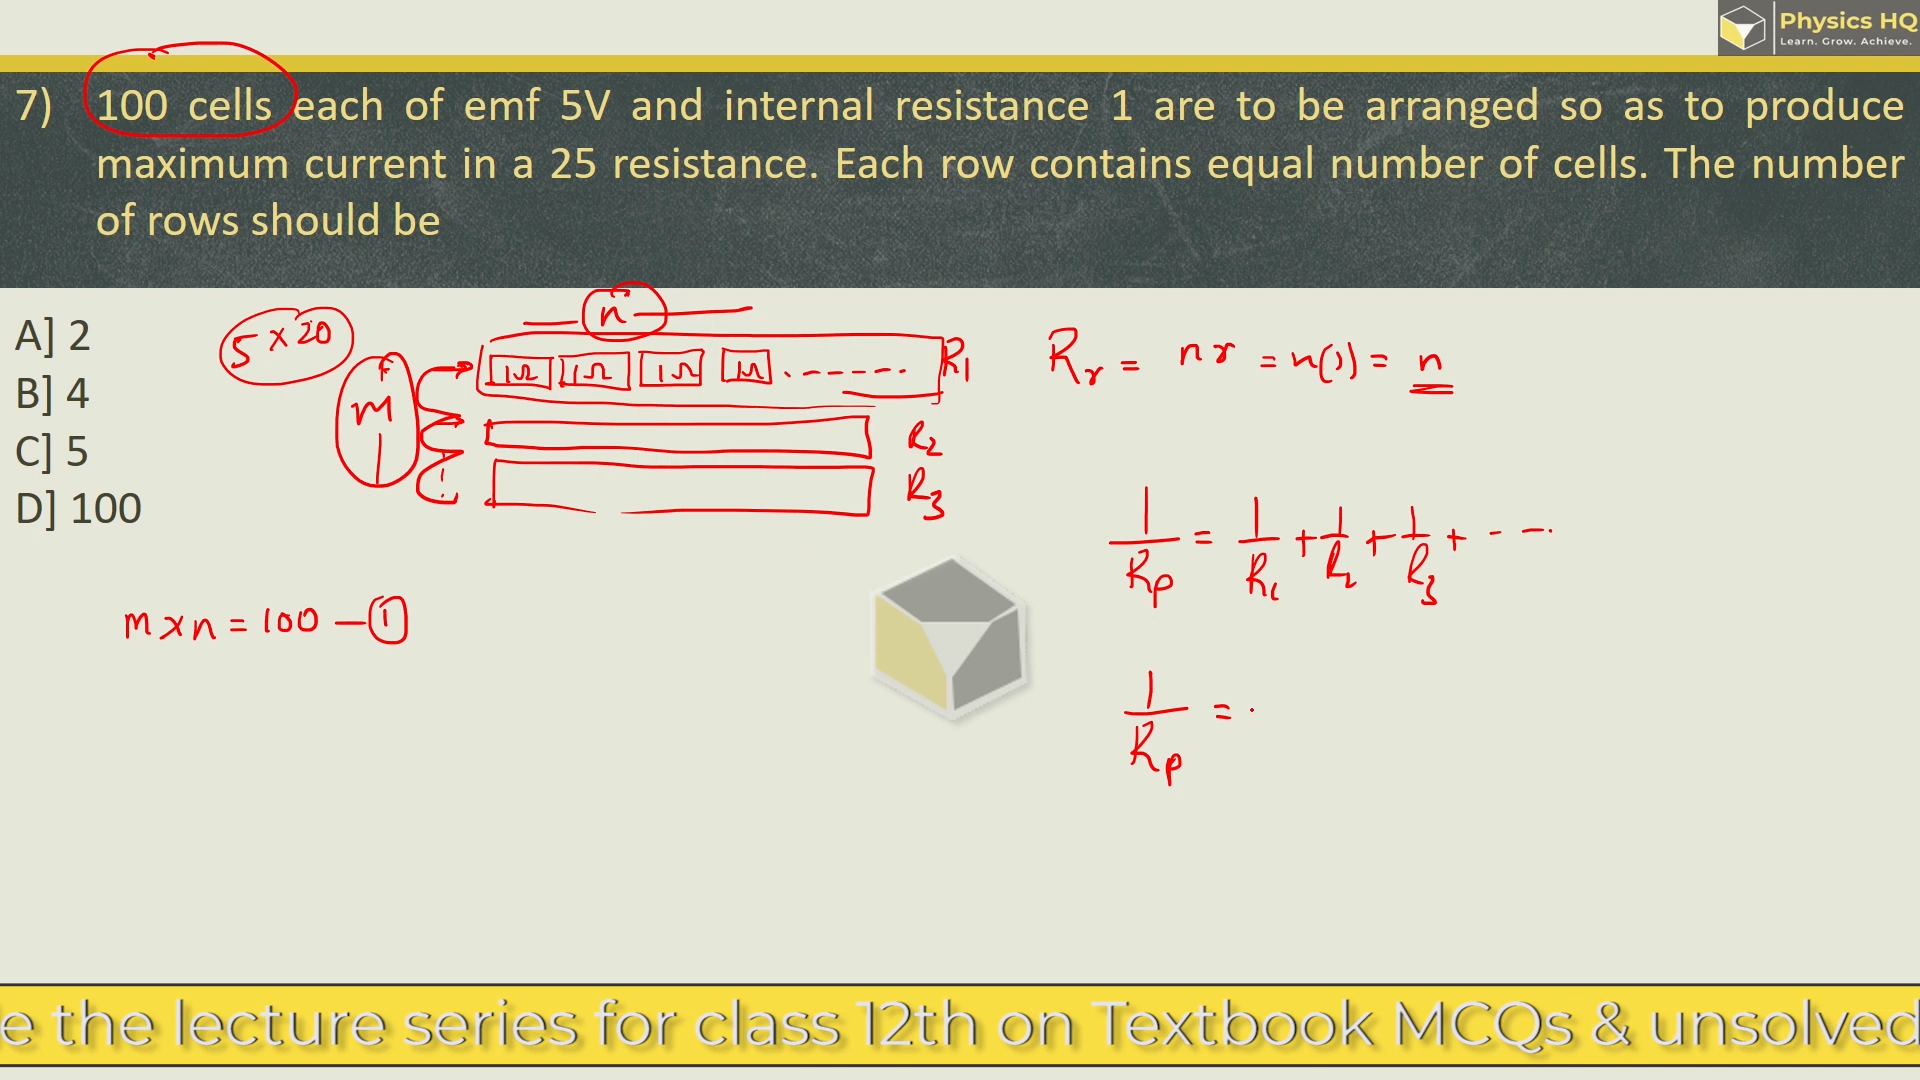 Physics HQ
Learn. Grow. Achieve.
7) 100 cells each of emf 5V and internal resistance 1 are to be arranged so as to produce
maximum current in a 25 resistance. Each row contains equal number of cells. The number
of rows should be
A] 2
B] 4
C] 5
D] 100
5 × 20
n
m
1Ω 1Ω 1Ω 1Ω ....... R1
R2
R3
Rr = nr = n(1) = n
1/Rp = 1/R1 + 1/R2 + 1/R3 + ---
m × n = 100 — 1
1/Rp = .
e the lecture series for class 12th on Textbook MCQs & unsolved